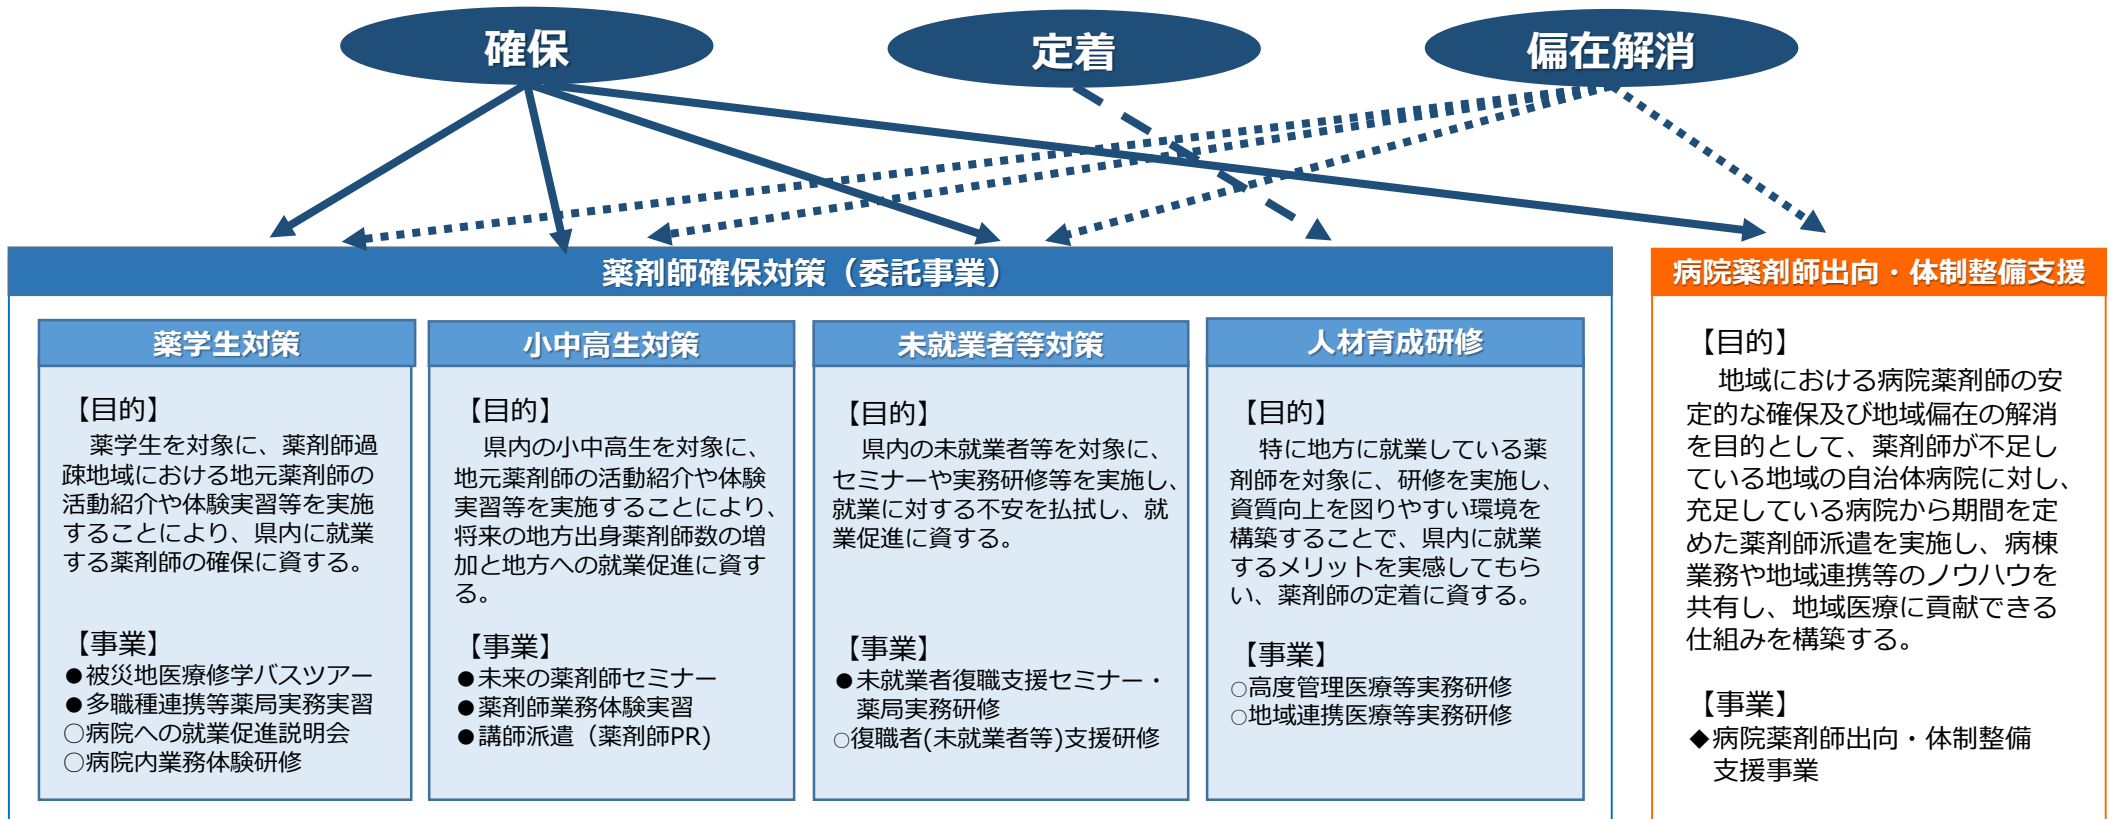 確保
定着
偏在解消
薬剤師確保対策（委託事業）
薬学生対策
【目的】
薬学生を対象に、薬剤師過
疎地域における地元薬剤師の
活動紹介や体験実習等を実施
することにより、県内に就業
する薬剤師の確保に資する。
【事業】
●被災地医療修学バスツアー
●多職種連携等薬局実務実習
○病院への就業促進説明会
○病院内業務体験研修
小中高生対策
【目的】
県内の小中高生を対象に、
地元薬剤師の活動紹介や体験
実習等を実施することにより、
将来の地方出身薬剤師数の増
加と地方への就業促進に資す
る。
【事業】
●未来の薬剤師セミナー
●薬剤師業務体験実習
●講師派遣（薬剤師PR)
未就業者等対策
【目的】
県内の未就業者等を対象に、
セミナーや実務研修等を実施し、
就業に対する不安を払拭し、就
業促進に資する。
【事業】
●未就業者復職支援セミナー・
薬局実務研修
○復職者(未就業者等)支援研修
人材育成研修
【目的】
特に地方に就業している薬
剤師を対象に、研修を実施し、
資質向上を図りやすい環境を
構築することで、県内に就業
するメリットを実感してもら
い、薬剤師の定着に資する。
【事業】
○高度管理医療等実務研修
○地域連携医療等実務研修
病院薬剤師出向・体制整備支援
【目的】
地域における病院薬剤師の安
定的な確保及び地域偏在の解消
を目的として、薬剤師が不足し
ている地域の自治体病院に対し、
充足している病院から期間を定
めた薬剤師派遣を実施し、病棟
業務や地域連携等のノウハウを
共有し、地域医療に貢献できる
仕組みを構築する。
【事業】
◆病院薬剤師出向・体制整備
支援事業